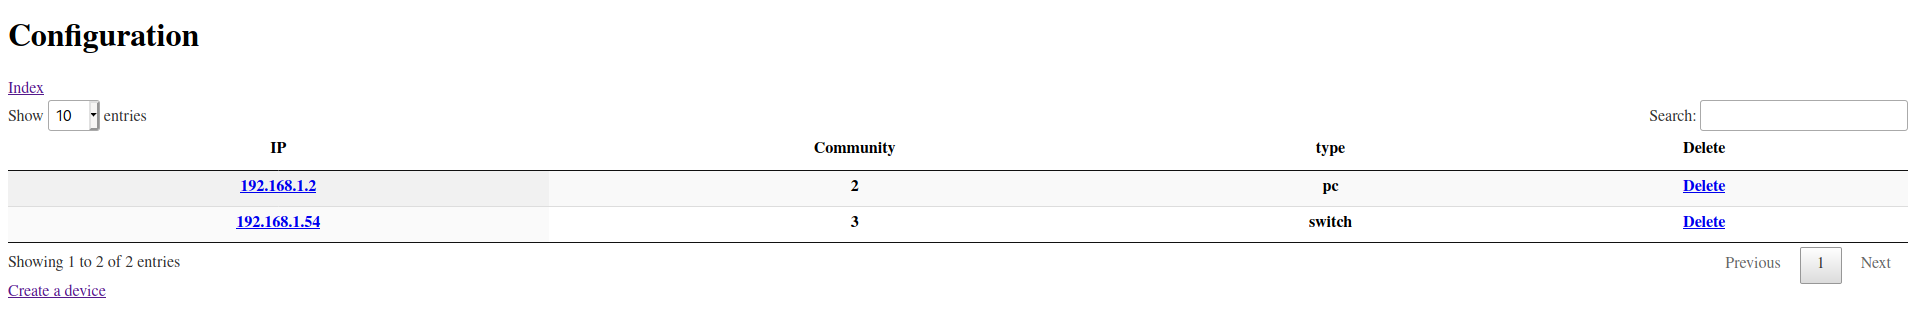 Configuration
Index
Show 10 entries Search:
IP Community type Delete
192.168.1.2 2 pc Delete
192.168.1.54 3 switch Delete
Showing 1 to 2 of 2 entries Previous 1 Next
Create a device